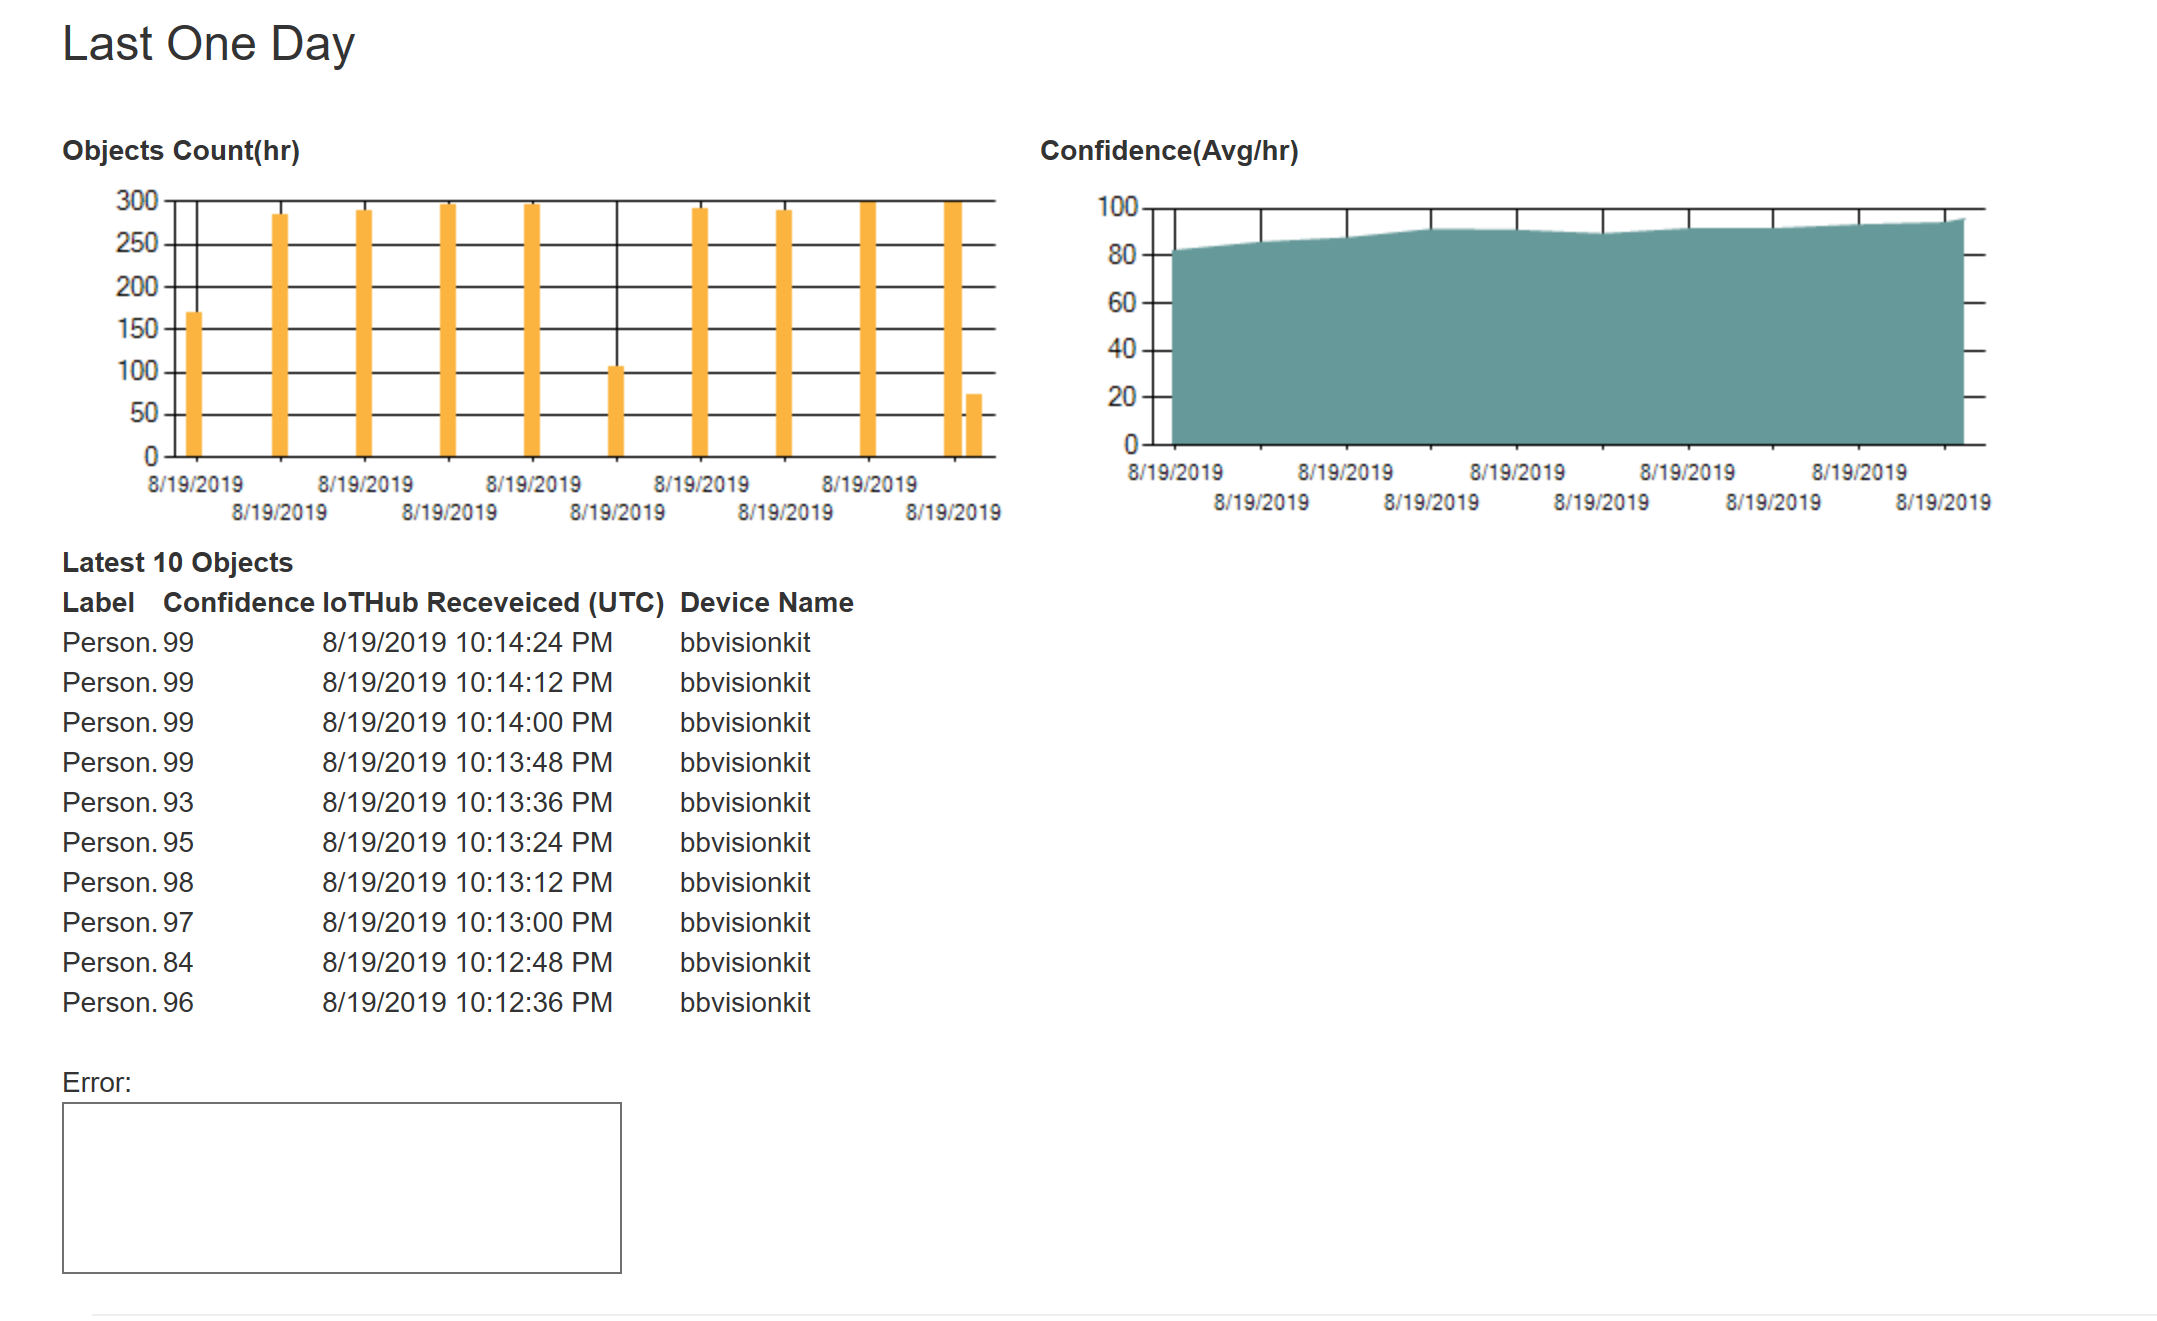 Last One Day
Objects Count(hr)
300
250
200
150
100
50
0
8/19/2019 8/19/2019 8/19/2019 8/19/2019 8/19/2019
8/19/2019 8/19/2019 8/19/2019 8/19/2019 8/19/2019
Confidence(Avg/hr)
100
80
60
40
20
0
8/19/2019 8/19/2019 8/19/2019 8/19/2019 8/19/2019
8/19/2019 8/19/2019 8/19/2019 8/19/2019 8/19/2019
Latest 10 Objects
Label Confidence IoTHub Receveiced (UTC) Device Name
Person. 99 8/19/2019 10:14:24 PM bbvisionkit
Person. 99 8/19/2019 10:14:12 PM bbvisionkit
Person. 99 8/19/2019 10:14:00 PM bbvisionkit
Person. 99 8/19/2019 10:13:48 PM bbvisionkit
Person. 93 8/19/2019 10:13:36 PM bbvisionkit
Person. 95 8/19/2019 10:13:24 PM bbvisionkit
Person. 98 8/19/2019 10:13:12 PM bbvisionkit
Person. 97 8/19/2019 10:13:00 PM bbvisionkit
Person. 84 8/19/2019 10:12:48 PM bbvisionkit
Person. 96 8/19/2019 10:12:36 PM bbvisionkit
Error: